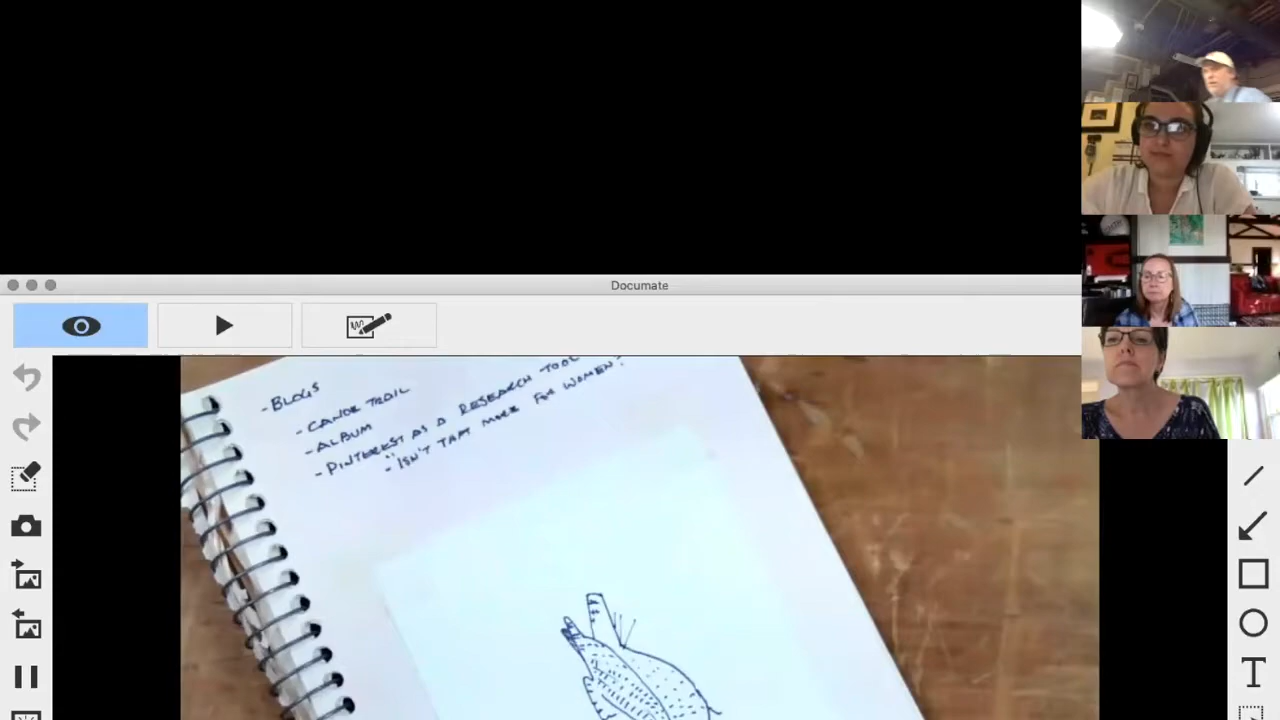 Documate
- BLOGS
- CANOE TRAIL
- ALBUM
- PINTEREST AS A RESEARCH TOOL
- "ISN'T THAT MORE FOR WOMEN?
T